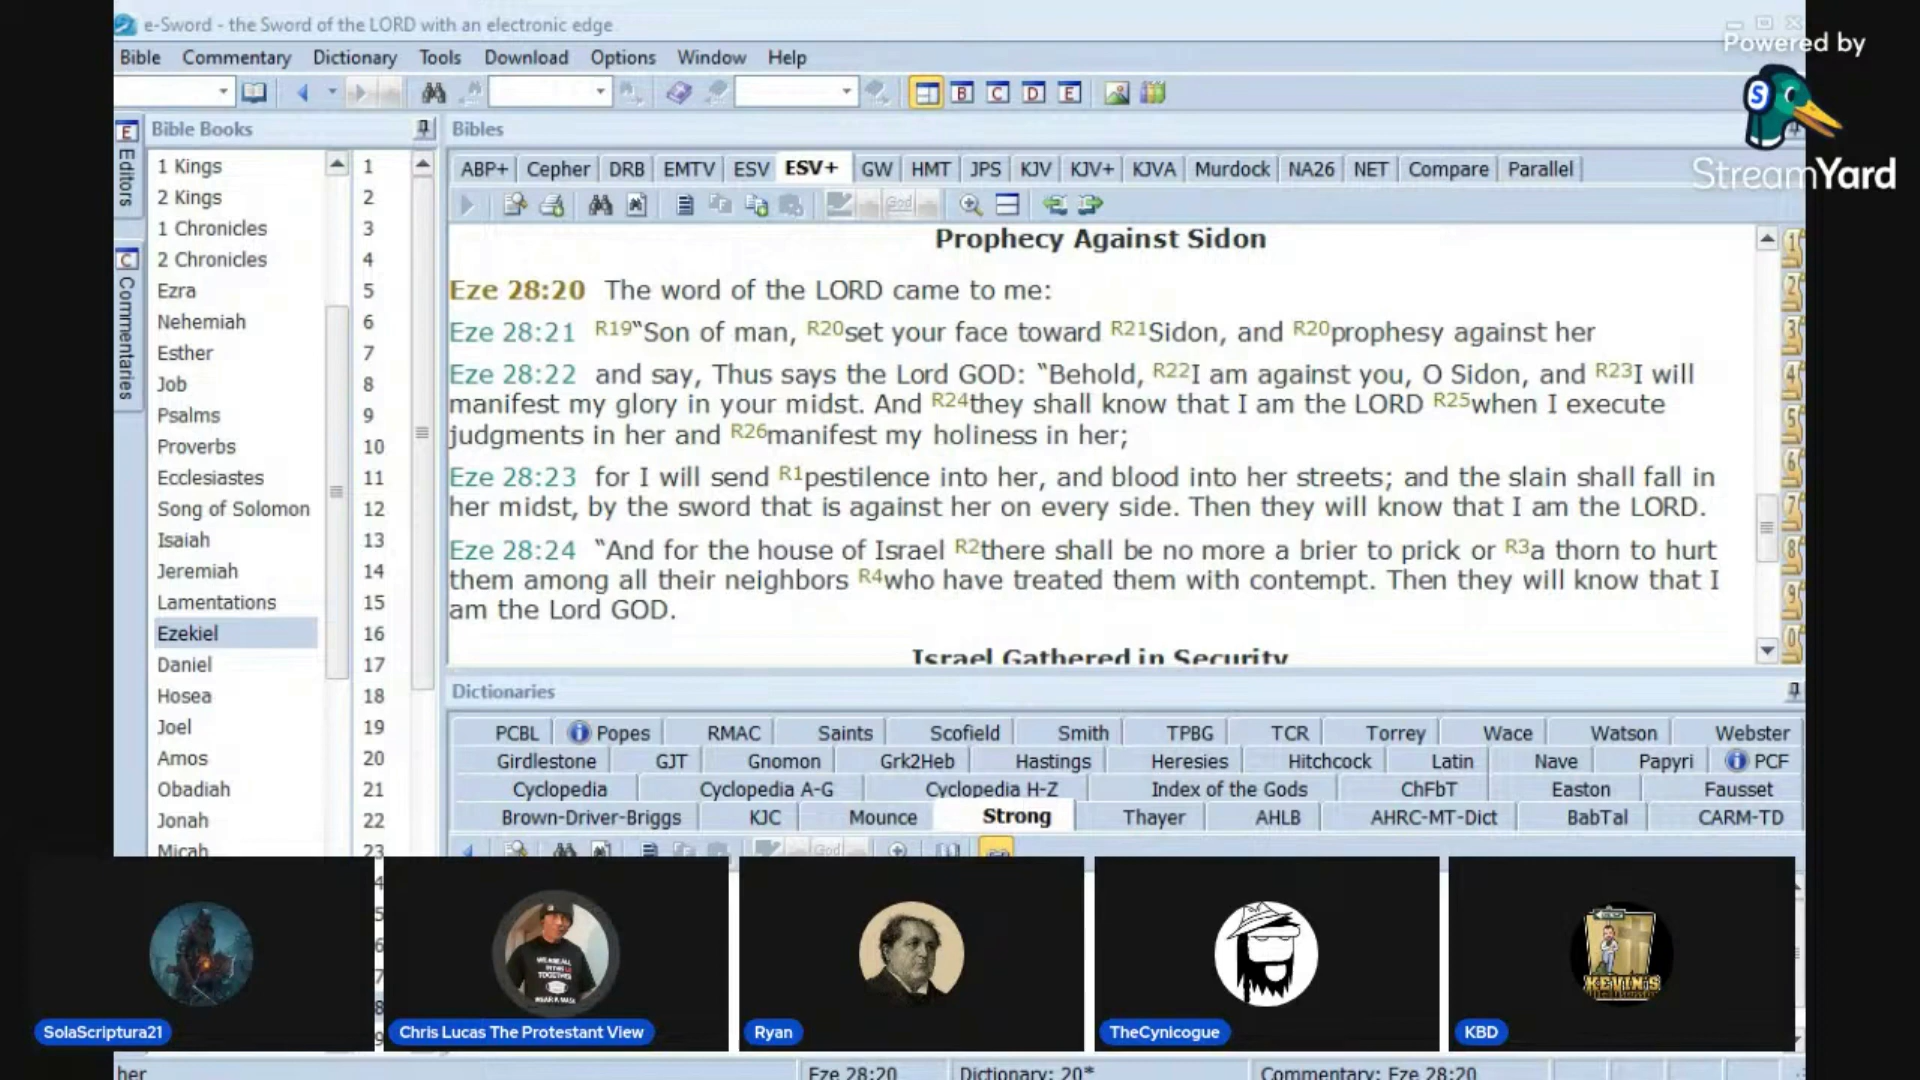 e-Sword - the Sword of the LORD with an electronic edge
Powered by
StreamYard
Bible Commentary Dictionary Tools Download Options Window Help
B C D E
E Editors
C Commentaries
Bible Books
1 Kings
2 Kings
1 Chronicles
2 Chronicles
Ezra
Nehemiah
Esther
Job
Psalms
Proverbs
Ecclesiastes
Song of Solomon
Isaiah
Jeremiah
Lamentations
Ezekiel
Daniel
Hosea
Joel
Amos
Obadiah
Jonah
Micah
1
2
3
4
5
6
7
8
9
10
11
12
13
14
15
16
17
18
19
20
21
22
23
Bibles
ABP+ Cepher DRB EMTV ESV ESV+ GW HMT JPS KJV KJV+ KJVA Murdock NA26 NET Compare Parallel
God
Prophecy Against Sidon
Eze 28:20 The word of the LORD came to me:
Eze 28:21 R19“Son of man, R20set your face toward R21Sidon, and R20prophesy against her
Eze 28:22 and say, Thus says the Lord GOD: “Behold, R22I am against you, O Sidon, and R23I will
manifest my glory in your midst. And R24they shall know that I am the LORD R25when I execute
judgments in her and R26manifest my holiness in her;
Eze 28:23 for I will send R1pestilence into her, and blood into her streets; and the slain shall fall in
her midst, by the sword that is against her on every side. Then they will know that I am the LORD.
Eze 28:24 “And for the house of Israel R2there shall be no more a brier to prick or R3a thorn to hurt
them among all their neighbors R4who have treated them with contempt. Then they will know that I
am the Lord GOD.
Israel Gathered in Security
Dictionaries
PCBL Popes RMAC Saints Scofield Smith TPBG TCR Torrey Wace Watson Webster
Girdlestone GJT Gnomon Grk2Heb Hastings Heresies Hitchcock Latin Nave Papyri PCF
Cyclopedia Cyclopedia A-G Cyclopedia H-Z Index of the Gods ChFbT Easton Fausset
Brown-Driver-Briggs KJC Mounce Strong Thayer AHLB AHRC-MT-Dict BabTal CARM-TD
God
WE ARE ALL
IN THIS
TOGETHER
WEAR A MASK
KEVIN'S
SolaScriptura21
Chris Lucas The Protestant View
Ryan
TheCynicogue
KBD
her
Eze 28:20
Dictionary: 20*
Commentary: Eze 28:20